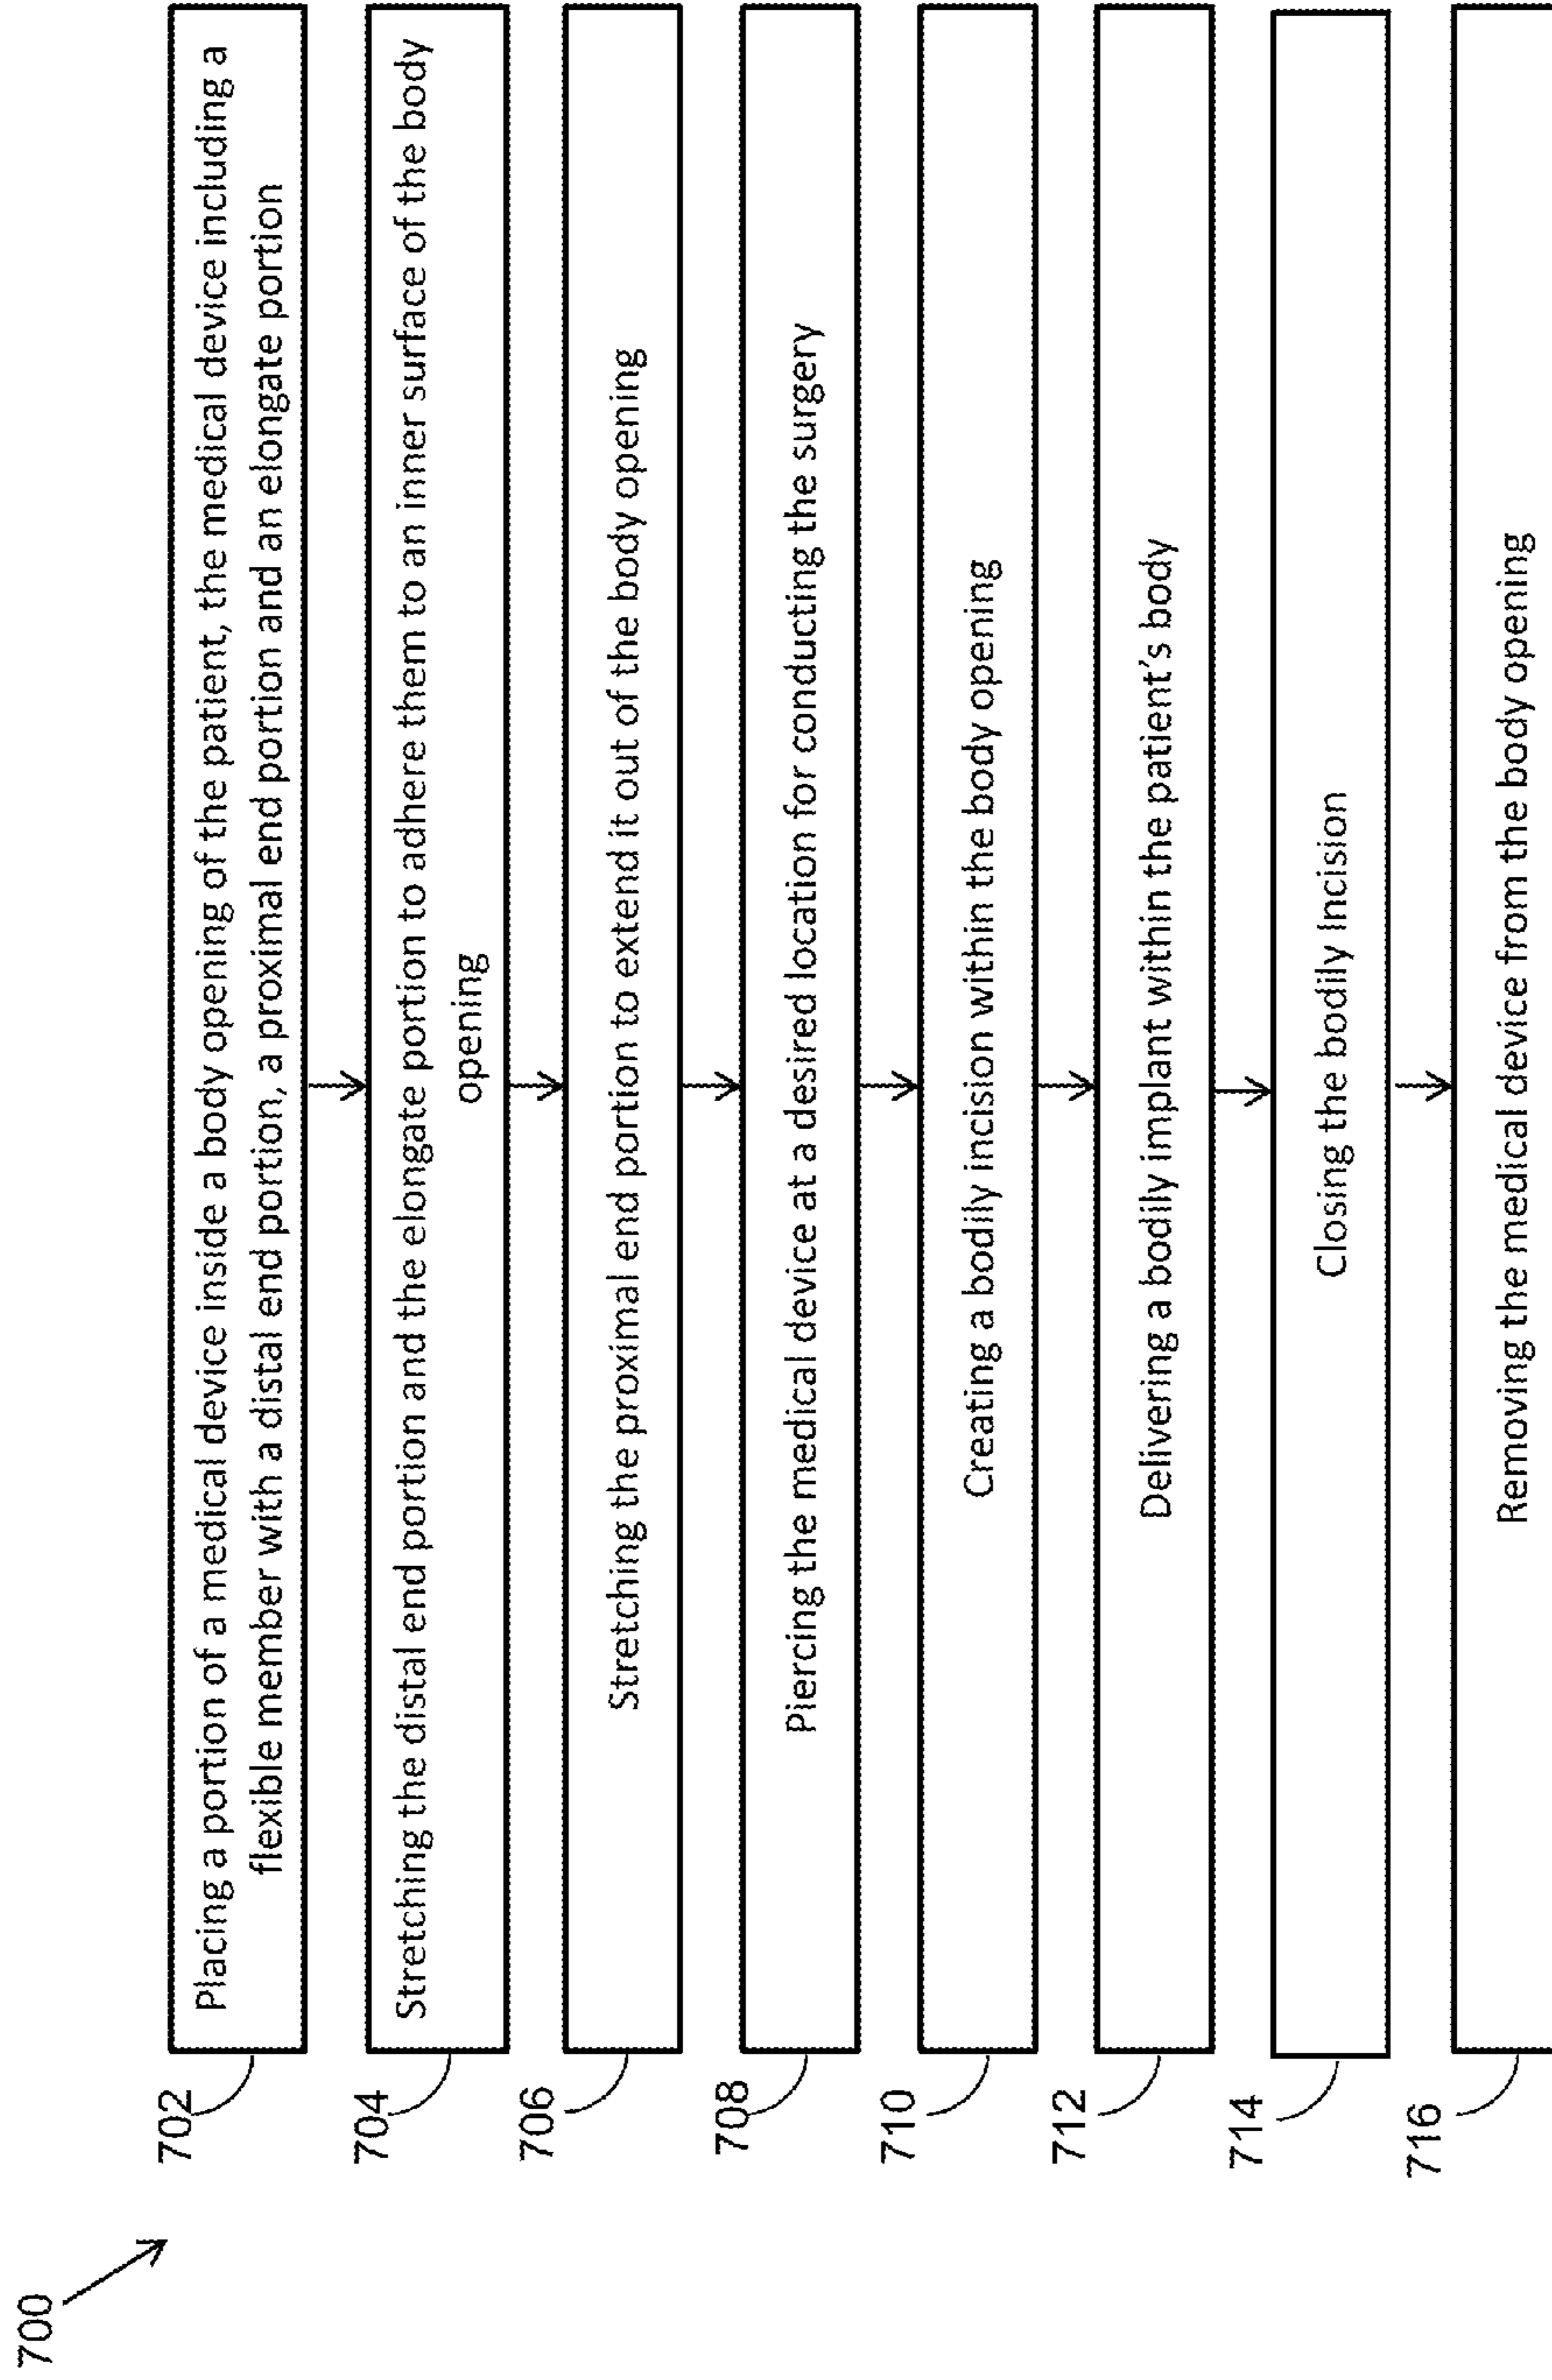 700
702
Placing a portion of a medical device inside a body opening of the patient, the medical device including a
flexible member with a distal end portion, a proximal end portion and an elongate portion
704
Stretching the distal end portion and the elongate portion to adhere them to an inner surface of the body
opening
706
Stretching the proximal end portion to extend it out of the body opening
708
Piercing the medical device at a desired location for conducting the surgery
710
Creating a bodily incision within the body opening
712
Delivering a bodily implant within the patient's body
714
Closing the bodily Incision
716
Removing the medical device from the body opening